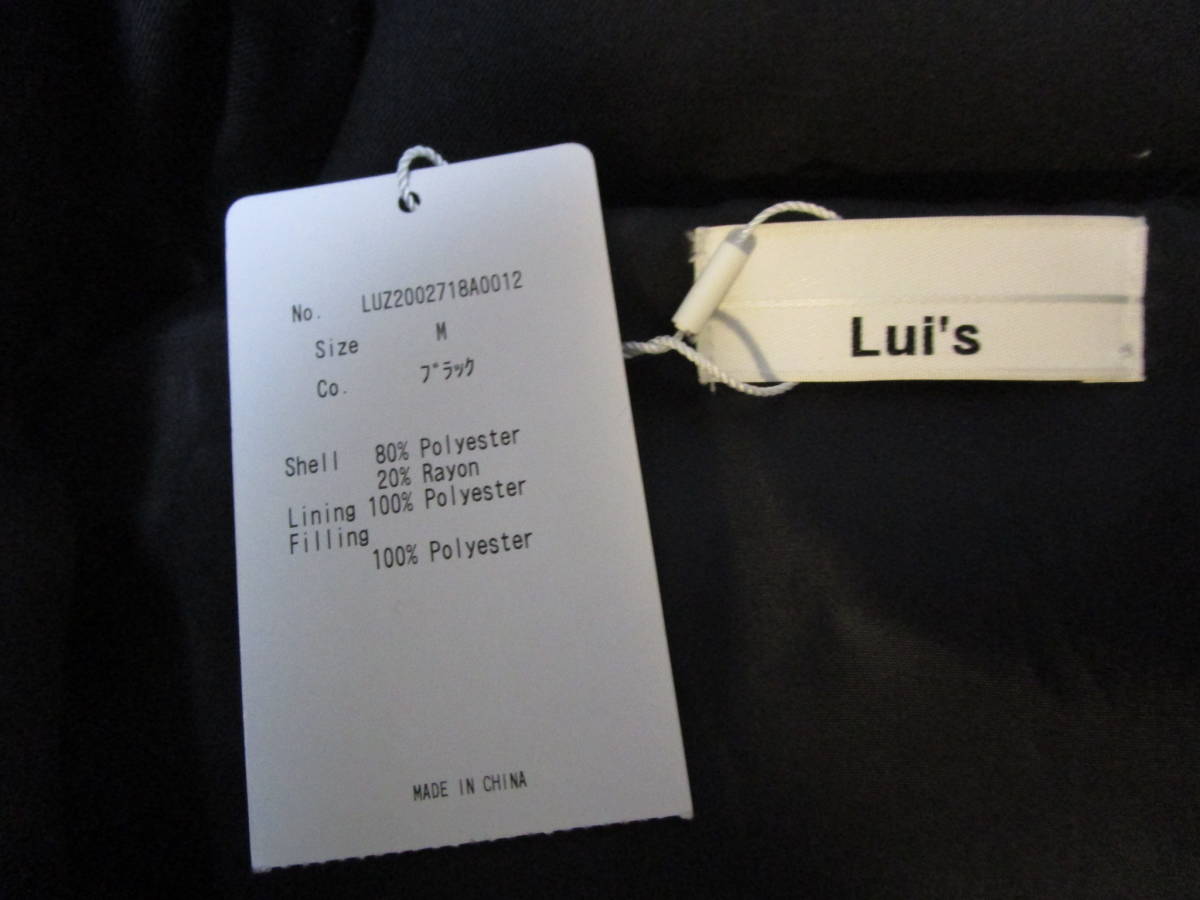 No. LUZ2002718A0012
Size M
Co. ﾌﾞﾗｯｸ
Shell 80% Polyester
20% Rayon
Lining 100% Polyester
Filling
100% Polyester
MADE IN CHINA
Lui's